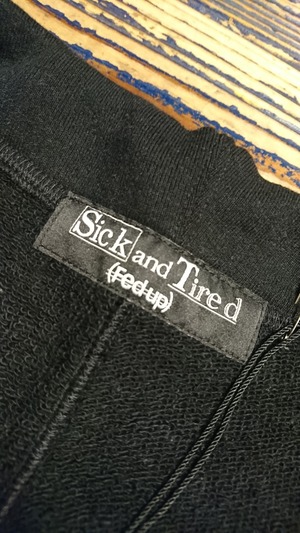 Sick and Tired
(Fed up)